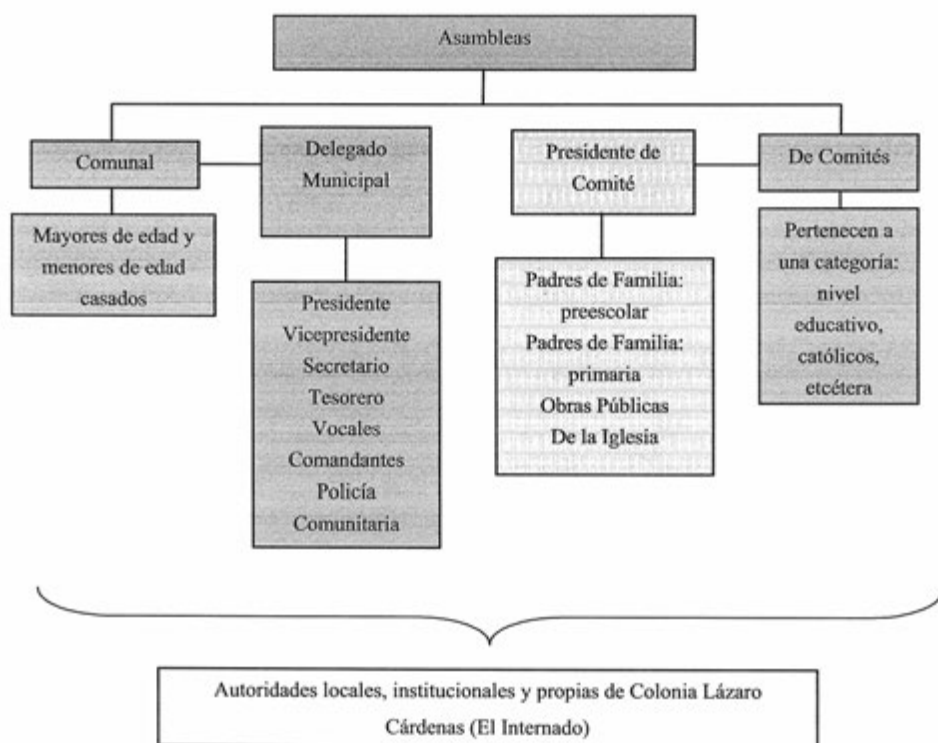 Asambleas
Comunal
Delegado
Municipal
Presidente de
Comité
De Comités
Mayores de edad y
menores de edad
casados
Presidente
Vicepresidente
Secretario
Tesorero
Vocales
Comandantes
Policía
Comunitaria
Padres de Familia:
preescolar
Padres de Familia:
primaria
Obras Públicas
De la Iglesia
Pertenecen a
una categoría:
nivel
educativo,
católicos,
etcétera
Autoridades locales, institucionales y propias de Colonia Lázaro
Cárdenas (El Internado)